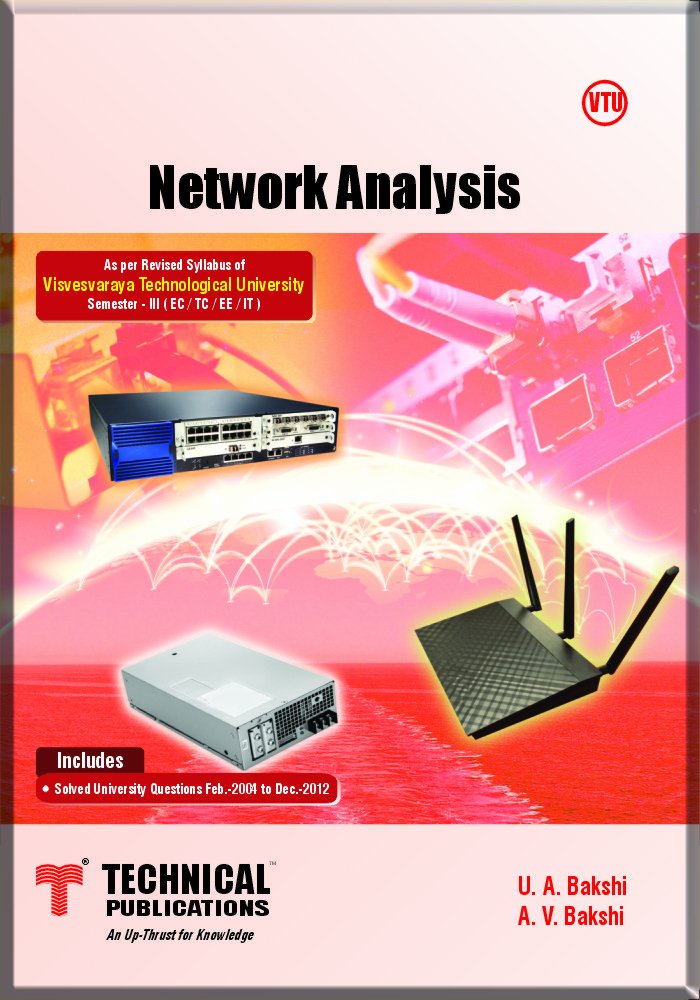 VTU
Network Analysis
As per Revised Syllabus of
Visvesvaraya Technological University
Semester - III ( EC / TC / EE / IT )
Includes
• Solved University Questions Feb.-2004 to Dec.-2012
® TECHNICAL ™
PUBLICATIONS
An Up-Thrust for Knowledge
U. A. Bakshi
A. V. Bakshi